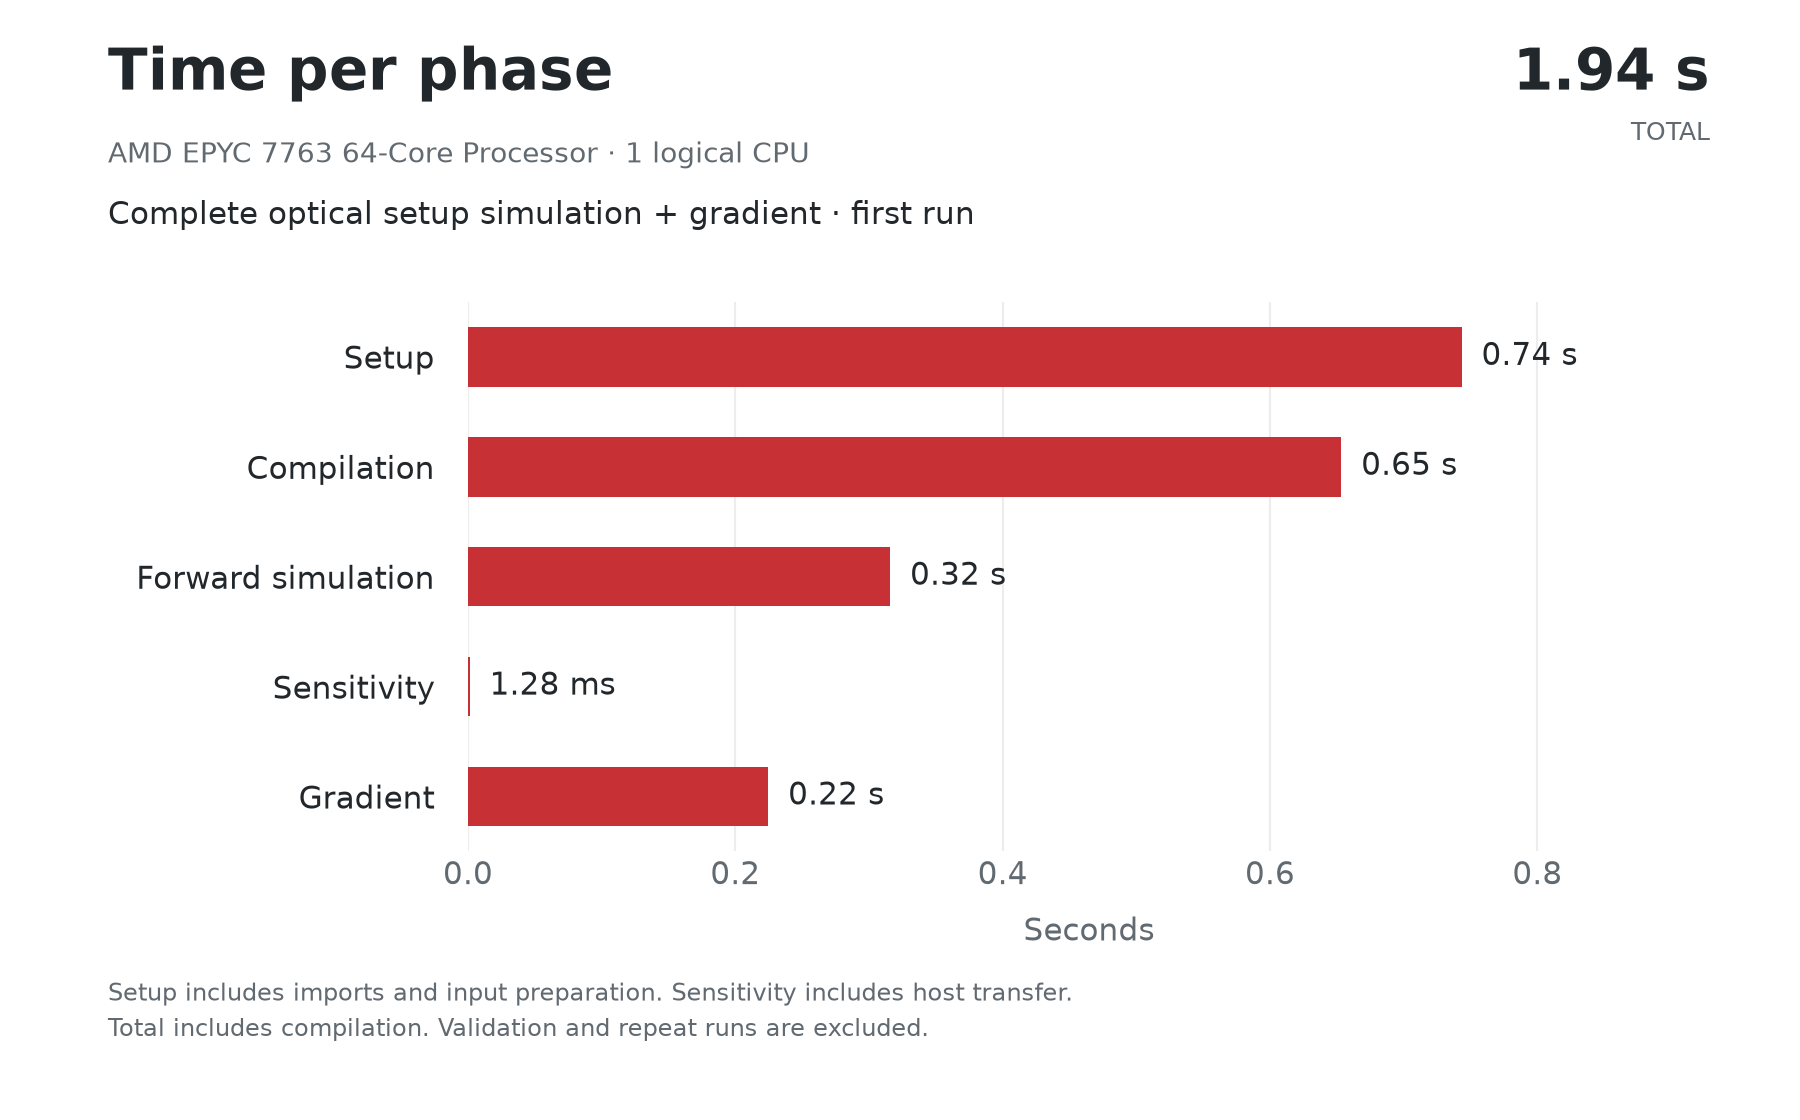 Time per phase
1.94 s
TOTAL
AMD EPYC 7763 64-Core Processor · 1 logical CPU
Complete optical setup simulation + gradient · first run
Setup
0.74 s
Compilation
0.65 s
Forward simulation
0.32 s
Sensitivity
1.28 ms
Gradient
0.22 s
0.0 0.2 0.4 0.6 0.8
Seconds
Setup includes imports and input preparation. Sensitivity includes host transfer.
Total includes compilation. Validation and repeat runs are excluded.